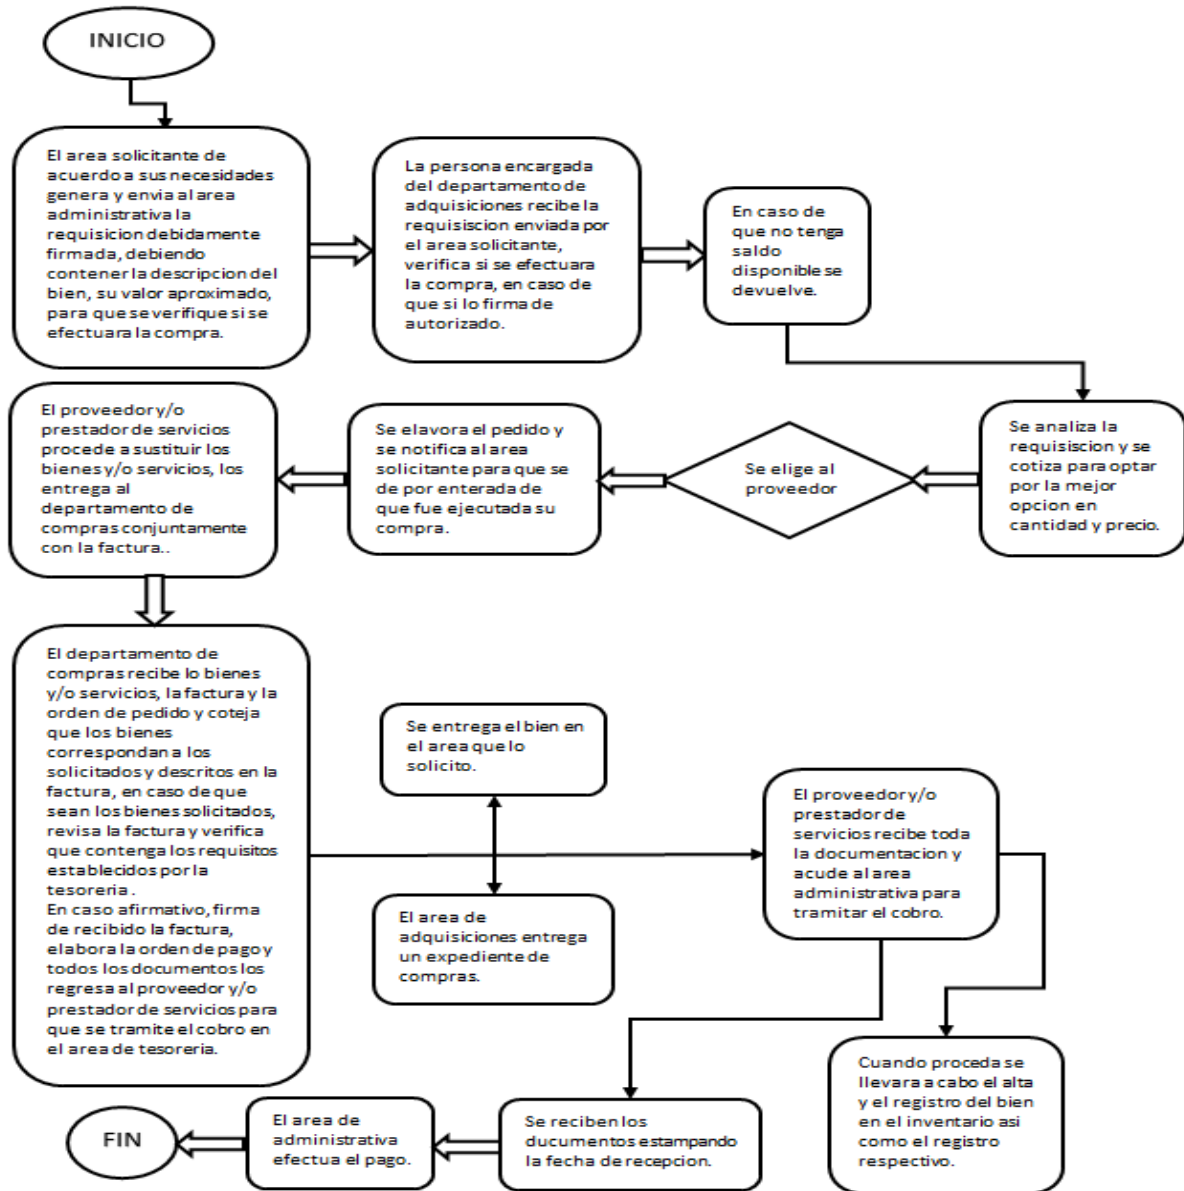 INICIO
El area solicitante de
acuerdo a sus necesidades
genera y envia al area
administrativa la
requisicion debidamente
firmada, debiendo
contener la descripcion del
bien, su valor aproximado,
para que se verifique si se
efectuara la compra.
La persona encargada
del departamento de
adquisiciones recibe la
requisiscion enviada por
el area solicitante,
verifica si se efectuara
la compra, en caso de
que si lo firma de
autorizado.
En caso de
que no tenga
saldo
disponible se
devuelve.
Se analiza la
requisiscion y se
cotiza para optar
por la mejor
opcion en
cantidad y precio.
Se elige al
proveedor
Se elavora el pedido y
se notifica al area
solicitante para que se
de por enterada de
que fue ejecutada su
compra.
El proveedor y/o
prestador de servicios
procede a sustituir los
bienes y/o servicios, los
entrega al
departamento de
compras conjuntamente
con la factura..
El departamento de
compras recibe lo bienes
y/o servicios, la factura y la
orden de pedido y coteja
que los bienes
correspondan a los
solicitados y descritos en la
factura, en caso de que
sean los bienes solicitados,
revisa la factura y verifica
que contenga los requisitos
establecidos por la
tesoreria .
En caso afirmativo, firma
de recibido la factura,
elabora la orden de pago y
todos los documentos los
regresa al proveedor y/o
prestador de servicios para
que se tramite el cobro en
el area de tesoreria.
Se entrega el bien en
el area que lo
solicito.
El area de
adquisiciones entrega
un expediente de
compras.
El proveedor y/o
prestador de
servicios recibe toda
la documentacion y
acude al area
administrativa para
tramitar el cobro.
Cuando proceda se
llevara a cabo el alta
y el registro del bien
en el inventario asi
como el registro
respectivo.
Se reciben los
ducumentos estampando
la fecha de recepcion.
El area de
administrativa
efectua el pago.
FIN